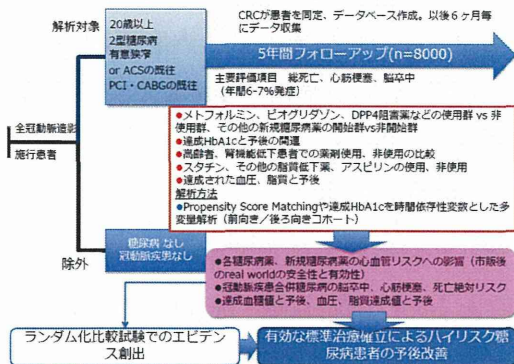 解析対象
20歳以上
2型糖尿病
有意狭窄
or ACSの既往
PCI・CABGの既往
CRCが患者を同定、データベース作成。以後6ヶ月毎
にデータ収集
5年間フォローアップ(n=8000)
主要評価項目 総死亡、心筋梗塞、脳卒中
(年間6-7%発症)
全冠動脈造影
施行患者
●メトフォルミン、ピオグリタゾン、DPP4阻害薬などの使用群 vs 非
使用群、その他の新規糖尿病薬の開始群vs非開始群
●達成HbA1cと予後の関連
●高齢者、腎機能低下患者での薬剤使用、非使用の比較
●スタチン、その他の脂質低下薬、アスピリンの使用、非使用
●達成された血圧、脂質と予後
解析方法
●Propensity Score Matchingや達成HbA1cを時間依存性変数とした多
変量解析(前向き/後ろ向きコホート)
糖尿病 なし
冠動脈疾患なし
除外
●各糖尿病薬、新規糖尿病薬の心血管リスクへの影響(市販後
のreal worldの安全性と有効性)
●冠動脈疾患合併糖尿病の脳卒中、心筋梗塞、死亡絶対リスク
●達成血糖値と予後、血圧、脂質達成値と予後
ランダム化比較試験でのエビデ
ンス創出
有効な標準治療確立によるハイリスク糖
尿病患者の予後改善